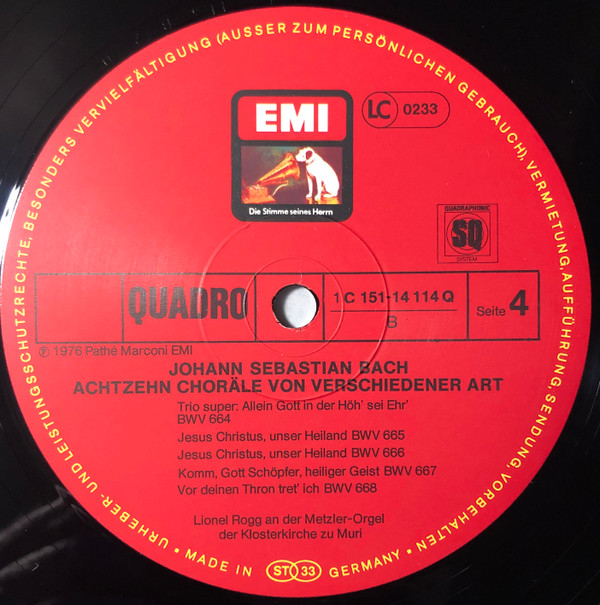 URHEBER- UND LEISTUNGSSCHUTZRECHTE, BESONDERS VERVIELFÄLTIGUNG (AUSSER ZUM PERSÖNLICHEN GEBRAUCH), VERMIETUNG, AUFFÜHRUNG, SENDUNG, VORBEHALTEN
EMI
LC 0233
Die Stimme seines Herrn
QUADRAPHONIC
SQ
SYSTEM
QUADRO
1 C 151-14 114 Q
B
Seite 4
℗ 1976 Pathé Marconi EMI
JOHANN SEBASTIAN BACH
ACHTZEHN CHORÄLE VON VERSCHIEDENER ART
Trio super: Allein Gott in der Höh' sei Ehr'
BWV 664
Jesus Christus, unser Heiland BWV 665
Jesus Christus, unser Heiland BWV 666
Komm, Gott Schöpfer, heiliger Geist BWV 667
Vor deinen Thron tret' ich BWV 668
Lionel Rogg an der Metzler-Orgel
der Klosterkirche zu Muri
• MADE IN ST 33 GERMANY •